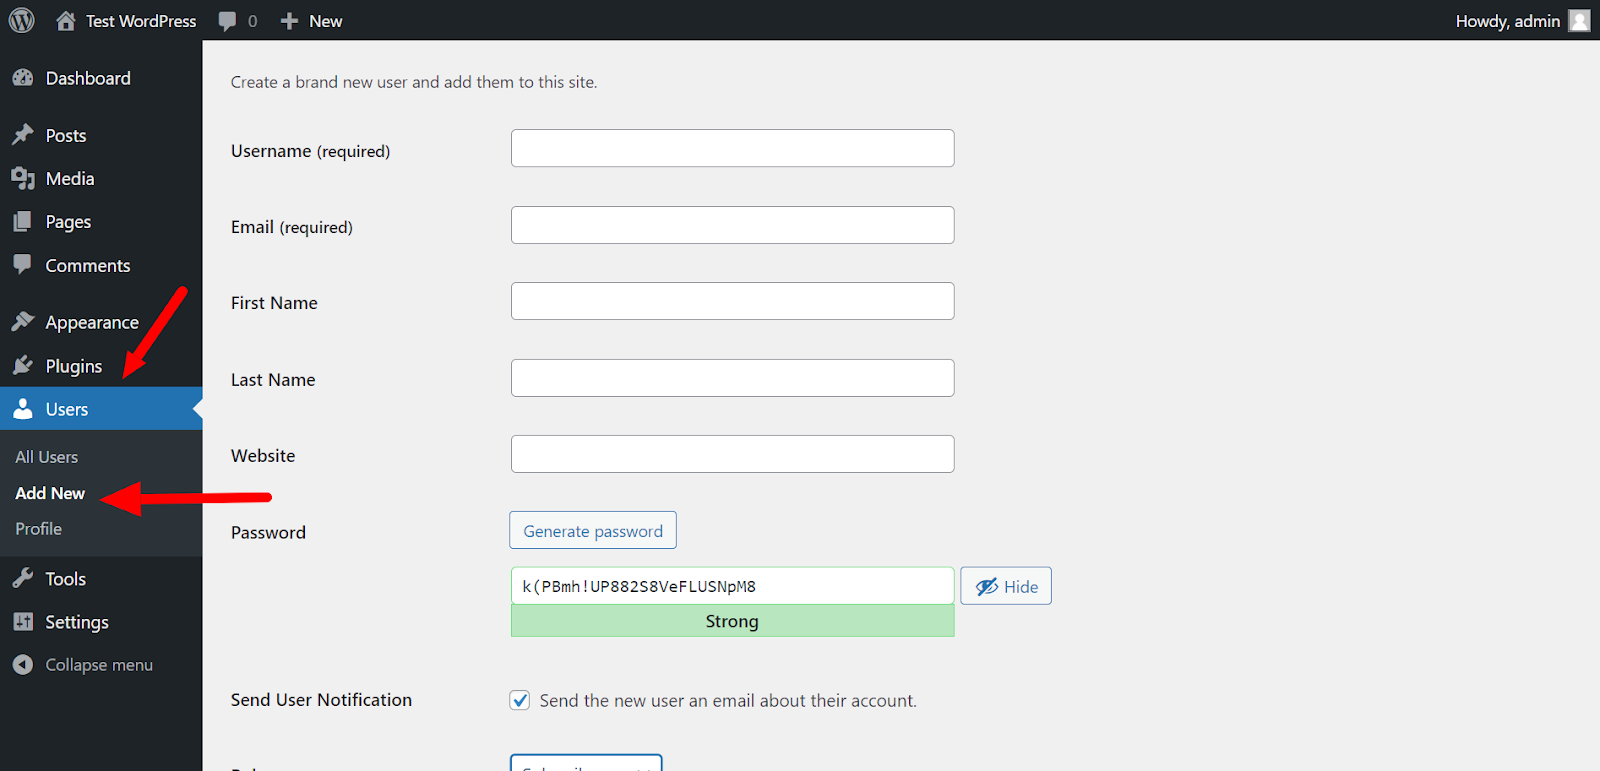 Test WordPress 0 New Howdy, admin
Dashboard
Posts
Media
Pages
Comments
Appearance
Plugins
Users
All Users
Add New
Profile
Tools
Settings
Collapse menu
Create a brand new user and add them to this site.
Username (required)
Email (required)
First Name
Last Name
Website
Password Generate password
k(PBmh!UP882S8VeFLUSNpM8 Hide
Strong
Send User Notification Send the new user an email about their account.